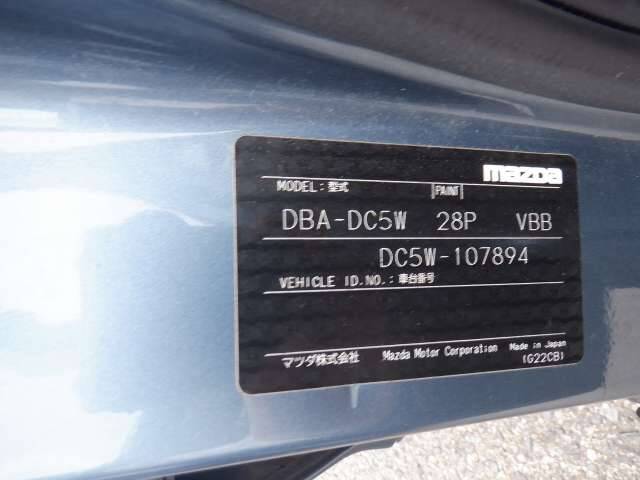 mazda
MODEL:型式 PAINT
DBA-DC5W 28P VBB
DC5W-107894
VEHICLE ID.NO.:車台番号
マツダ株式会社 Mazda Motor Corporation Made in Japan
(G22CB)